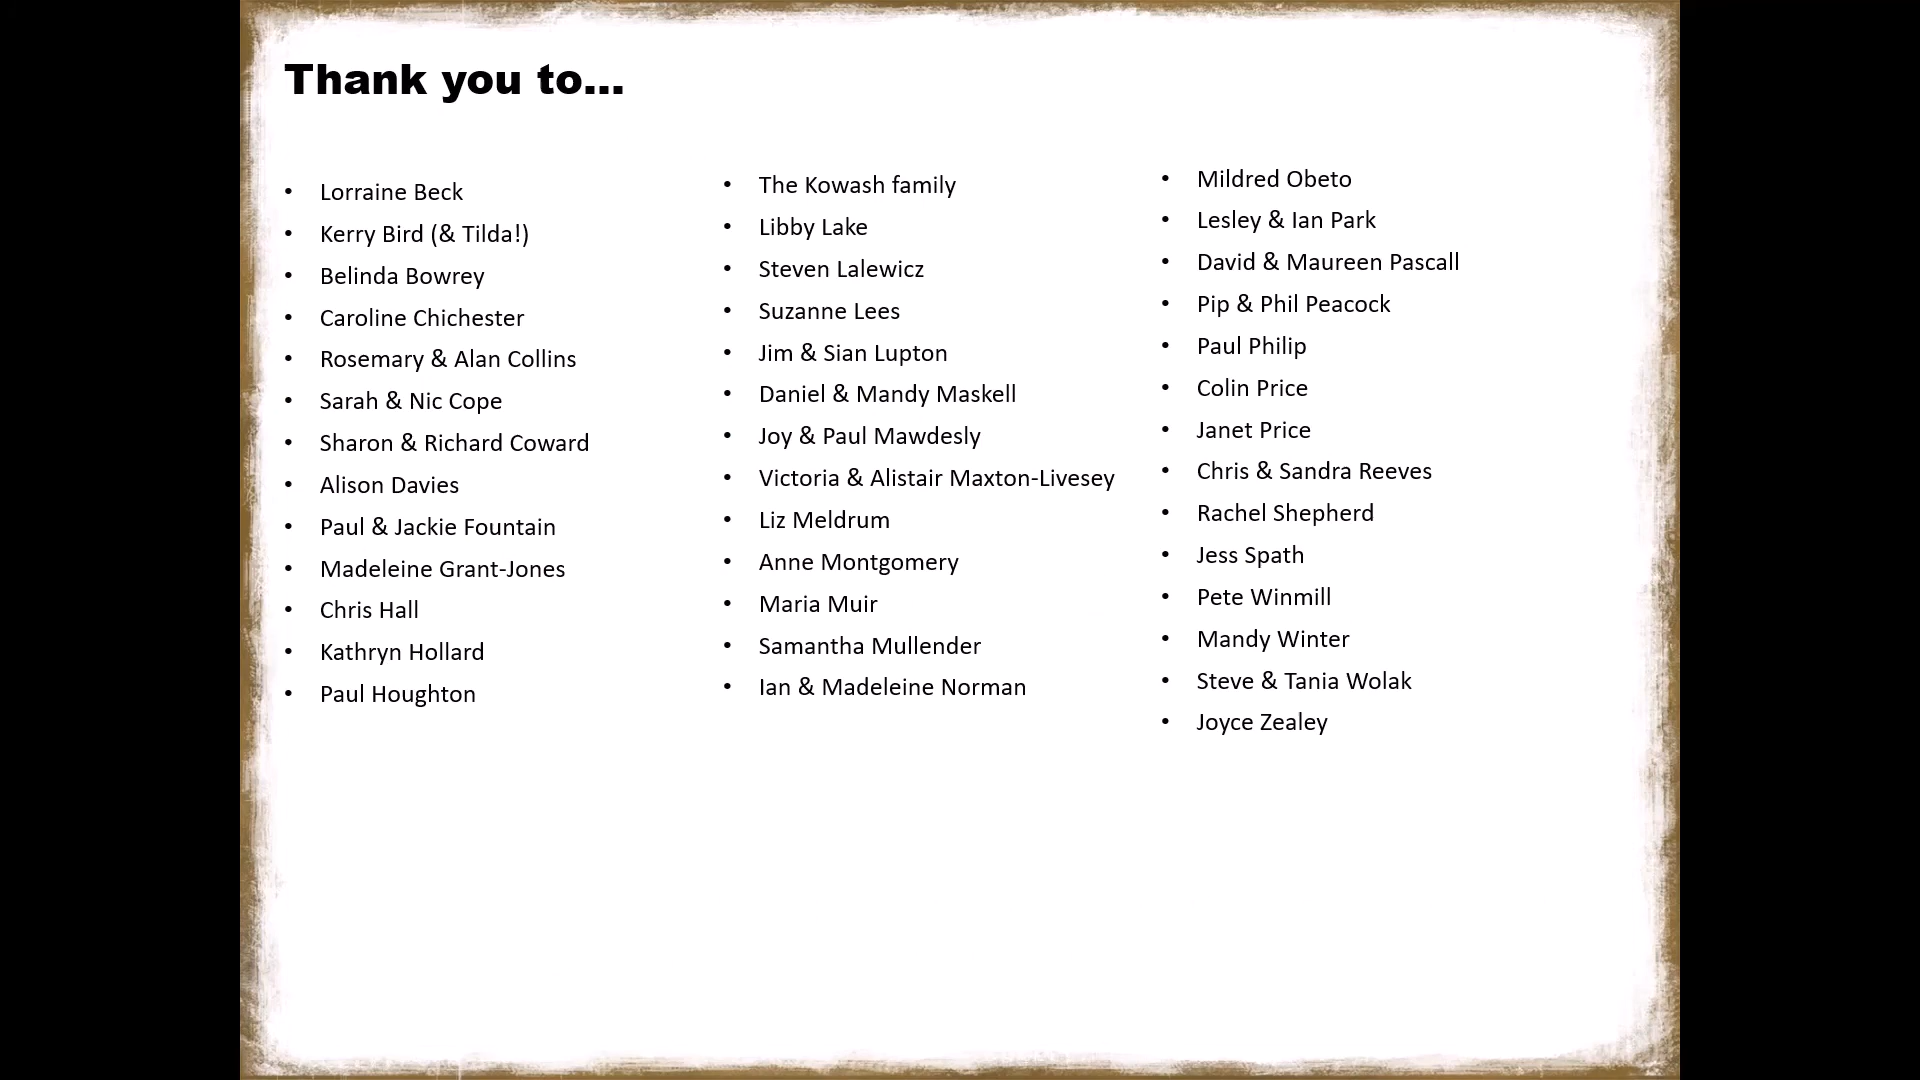 Thank you to...
Lorraine Beck
Kerry Bird (& Tilda!)
Belinda Bowrey
Caroline Chichester
Rosemary & Alan Collins
Sarah & Nic Cope
Sharon & Richard Coward
Alison Davies
Paul & Jackie Fountain
Madeleine Grant-Jones
Chris Hall
Kathryn Hollard
Paul Houghton
The Kowash family
Libby Lake
Steven Lalewicz
Suzanne Lees
Jim & Sian Lupton
Daniel & Mandy Maskell
Joy & Paul Mawdesly
Victoria & Alistair Maxton-Livesey
Liz Meldrum
Anne Montgomery
Maria Muir
Samantha Mullender
Ian & Madeleine Norman
Mildred Obeto
Lesley & Ian Park
David & Maureen Pascall
Pip & Phil Peacock
Paul Philip
Colin Price
Janet Price
Chris & Sandra Reeves
Rachel Shepherd
Jess Spath
Pete Winmill
Mandy Winter
Steve & Tania Wolak
Joyce Zealey